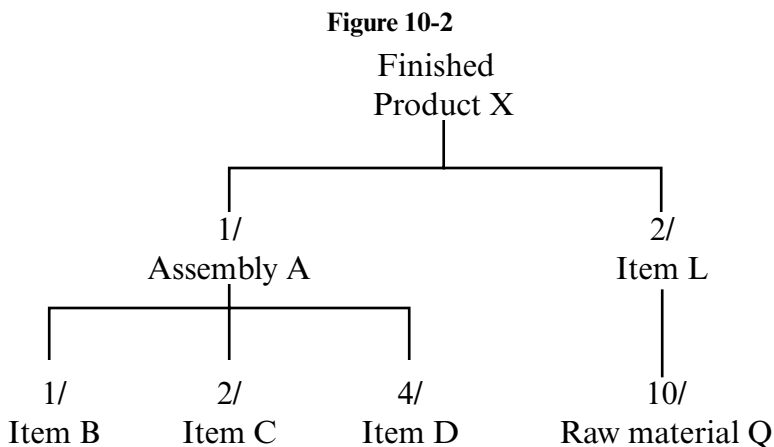 Figure 10-2
Finished
Product X
1/
Assembly A
2/
Item L
1/
Item B
2/
Item C
4/
Item D
10/
Raw material Q